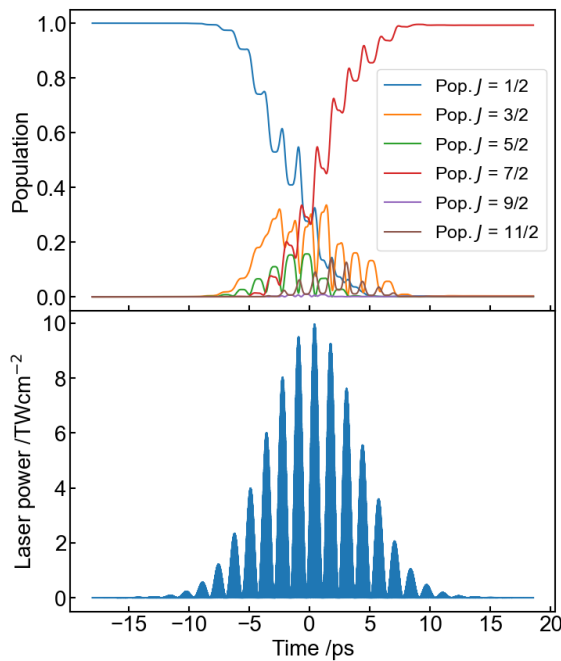 1.0
0.8
0.6
0.4
0.2
0.0
Population
Pop. J = 1/2
Pop. J = 3/2
Pop. J = 5/2
Pop. J = 7/2
Pop. J = 9/2
Pop. J = 11/2
10
8
6
4
2
0
Laser power /TWcm⁻²
−15 −10 −5 0 5 10 15 20
Time /ps